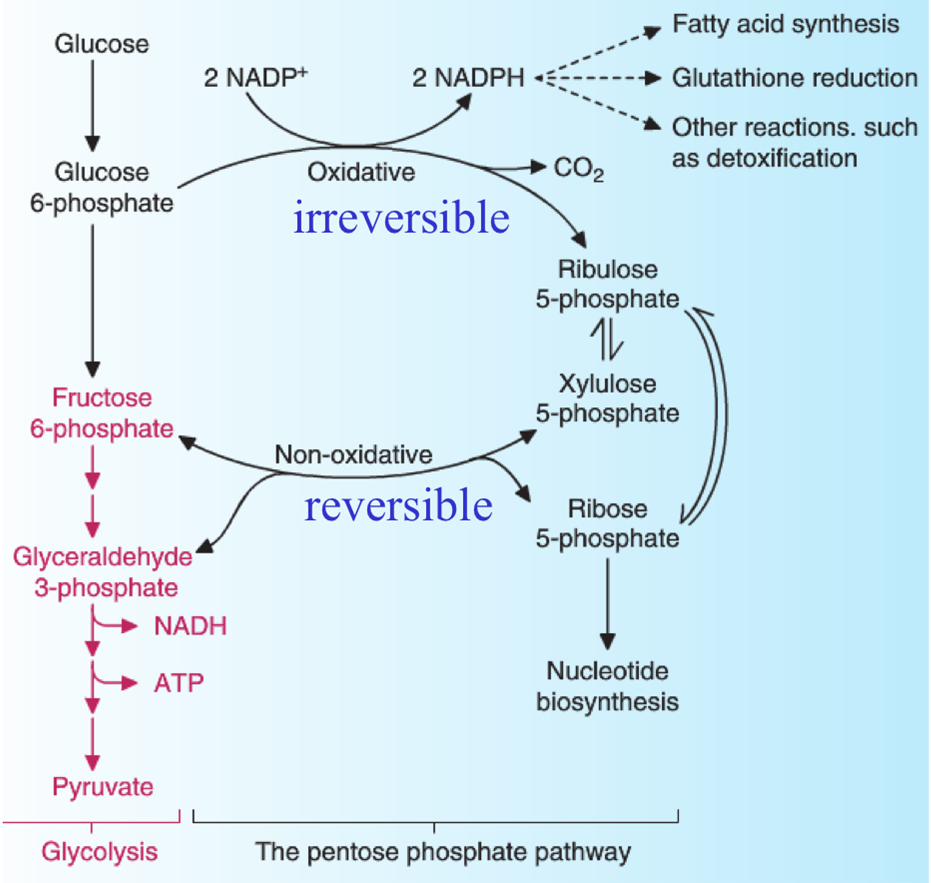 Glucose
2 NADP+
2 NADPH
Fatty acid synthesis
Glutathione reduction
Other reactions. such
as detoxification
Glucose
6-phosphate
Oxidative
CO2
irreversible
Ribulose
5-phosphate
Xylulose
5-phosphate
Fructose
6-phosphate
Non-oxidative
reversible
Ribose
5-phosphate
Glyceraldehyde
3-phosphate
NADH
ATP
Nucleotide
biosynthesis
Pyruvate
Glycolysis
The pentose phosphate pathway